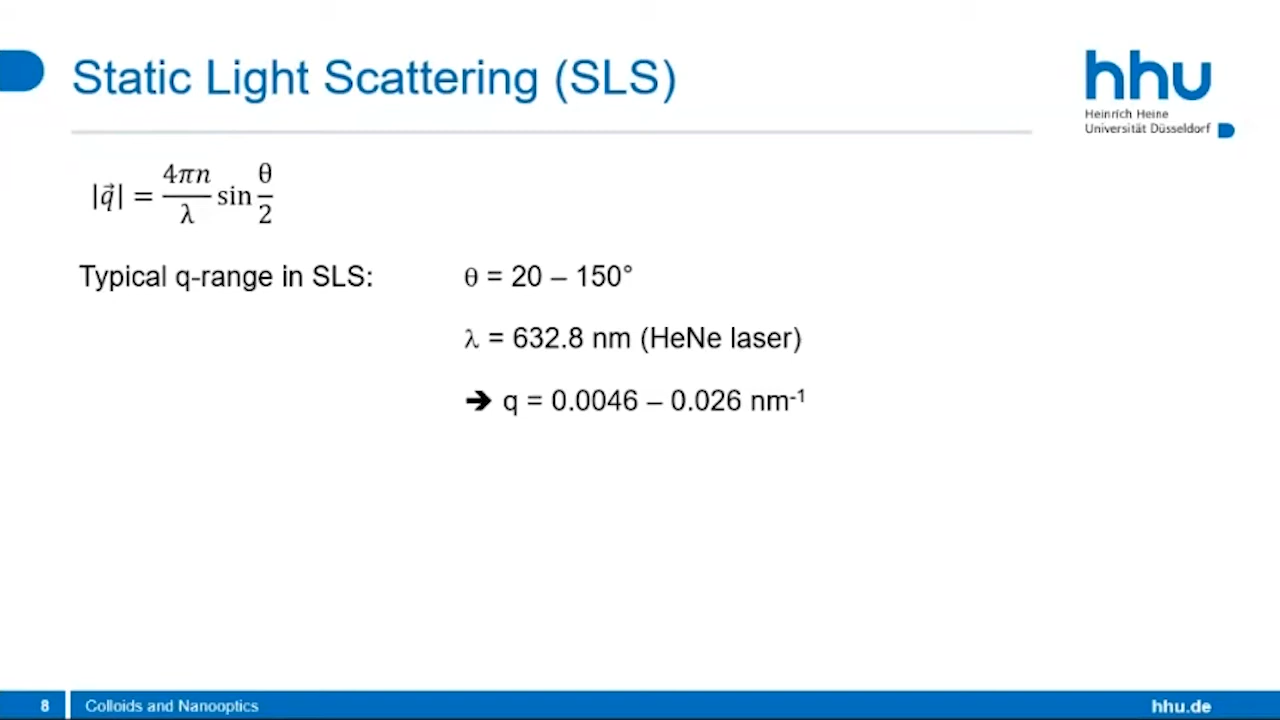 Static Light Scattering (SLS)
hhu
Heinrich Heine
Universität Düsseldorf
|q⃗| = 4πn/λ sin θ/2
Typical q-range in SLS: θ = 20 – 150°
λ = 632.8 nm (HeNe laser)
➔ q = 0.0046 – 0.026 nm⁻¹
8 Colloids and Nanooptics hhu.de